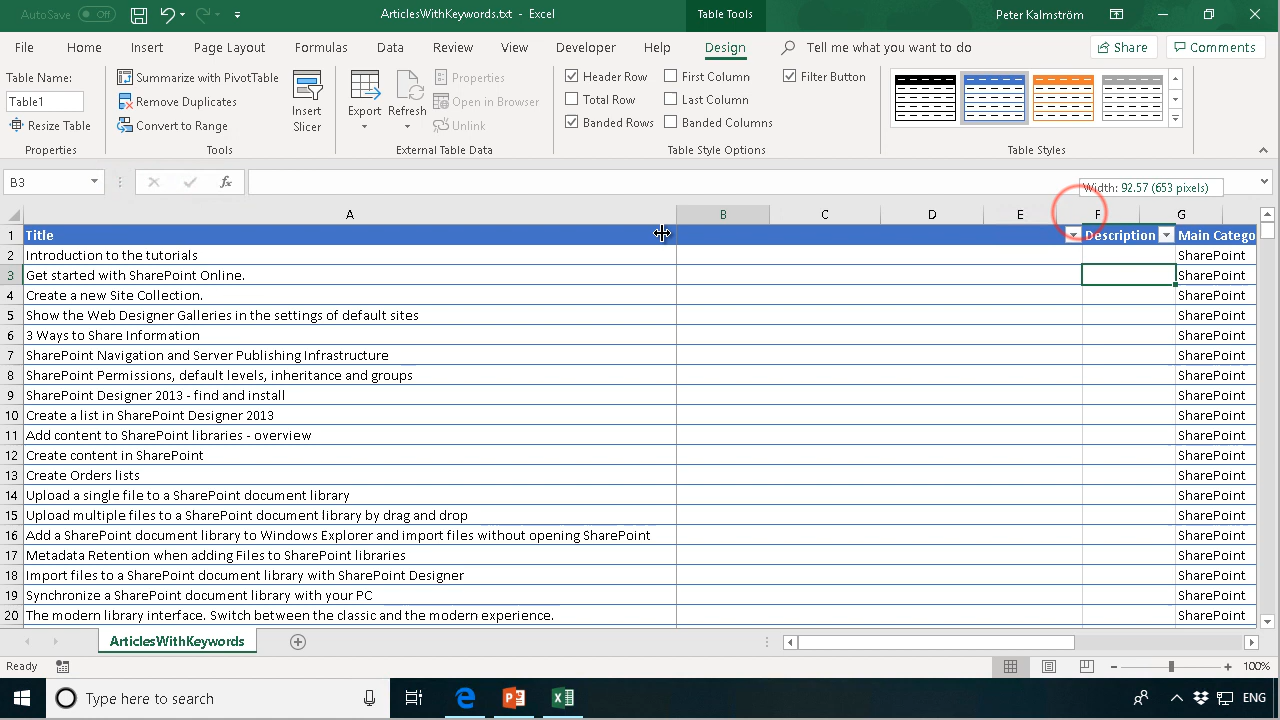 AutoSave Off ArticlesWithKeywords.txt - Excel Table Tools Peter Kalmström
File Home Insert Page Layout Formulas Data Review View Developer Help Design Tell me what you want to do Share Comments
Table Name:
Table1
Resize Table
Properties
Summarize with PivotTable
Remove Duplicates
Convert to Range
Insert
Slicer
Tools
Export
Refresh
Properties
Open in Browser
Unlink
External Table Data
Header Row First Column Filter Button
Total Row Last Column
Banded Rows Banded Columns
Table Style Options
Table Styles
B3 fx
Width: 92.57 (653 pixels)
A B C D E F G
1 Title Description Main Catego
2 Introduction to the tutorials SharePoint
3 Get started with SharePoint Online. SharePoint
4 Create a new Site Collection. SharePoint
5 Show the Web Designer Galleries in the settings of default sites SharePoint
6 3 Ways to Share Information SharePoint
7 SharePoint Navigation and Server Publishing Infrastructure SharePoint
8 SharePoint Permissions, default levels, inheritance and groups SharePoint
9 SharePoint Designer 2013 - find and install SharePoint
10 Create a list in SharePoint Designer 2013 SharePoint
11 Add content to SharePoint libraries - overview SharePoint
12 Create content in SharePoint SharePoint
13 Create Orders lists SharePoint
14 Upload a single file to a SharePoint document library SharePoint
15 Upload multiple files to a SharePoint document library by drag and drop SharePoint
16 Add a SharePoint document library to Windows Explorer and import files without opening SharePoint SharePoint
17 Metadata Retention when adding Files to SharePoint libraries SharePoint
18 Import files to a SharePoint document library with SharePoint Designer SharePoint
19 Synchronize a SharePoint document library with your PC SharePoint
20 The modern library interface. Switch between the classic and the modern experience. SharePoint
ArticlesWithKeywords
Ready 100%
Type here to search ENG